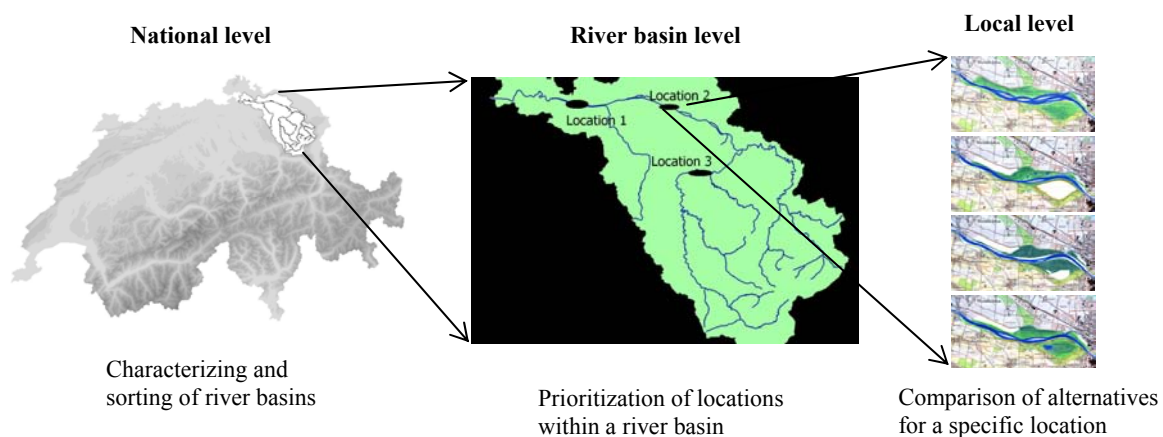 National level
River basin level
Local level
Location 2
Location 1
Location 3
Characterizing and
sorting of river basins
Prioritization of locations
within a river basin
Comparison of alternatives
for a specific location